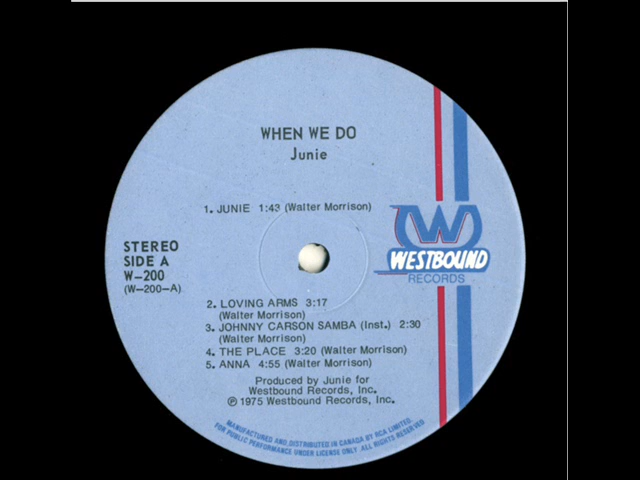 WHEN WE DO
Junie
1. JUNIE 1:43 (Walter Morrison)
W
WESTBOUND
RECORDS
STEREO
SIDE A
W-200
(W-200-A)
2. LOVING ARMS 3:17
(Walter Morrison)
3. JOHNNY CARSON SAMBA (Inst.) 2:30
(Walter Morrison)
4. THE PLACE 3:20 (Walter Morrison)
5. ANNA 4:55 (Walter Morrison)
Produced by Junie for
Westbound Records, Inc.
℗ 1975 Westbound Records, Inc.
MANUFACTURED AND DISTRIBUTED IN CANADA BY RCA LIMITED.
FOR PUBLIC PERFORMANCE UNDER LICENSE ONLY. ALL RIGHTS RESERVED